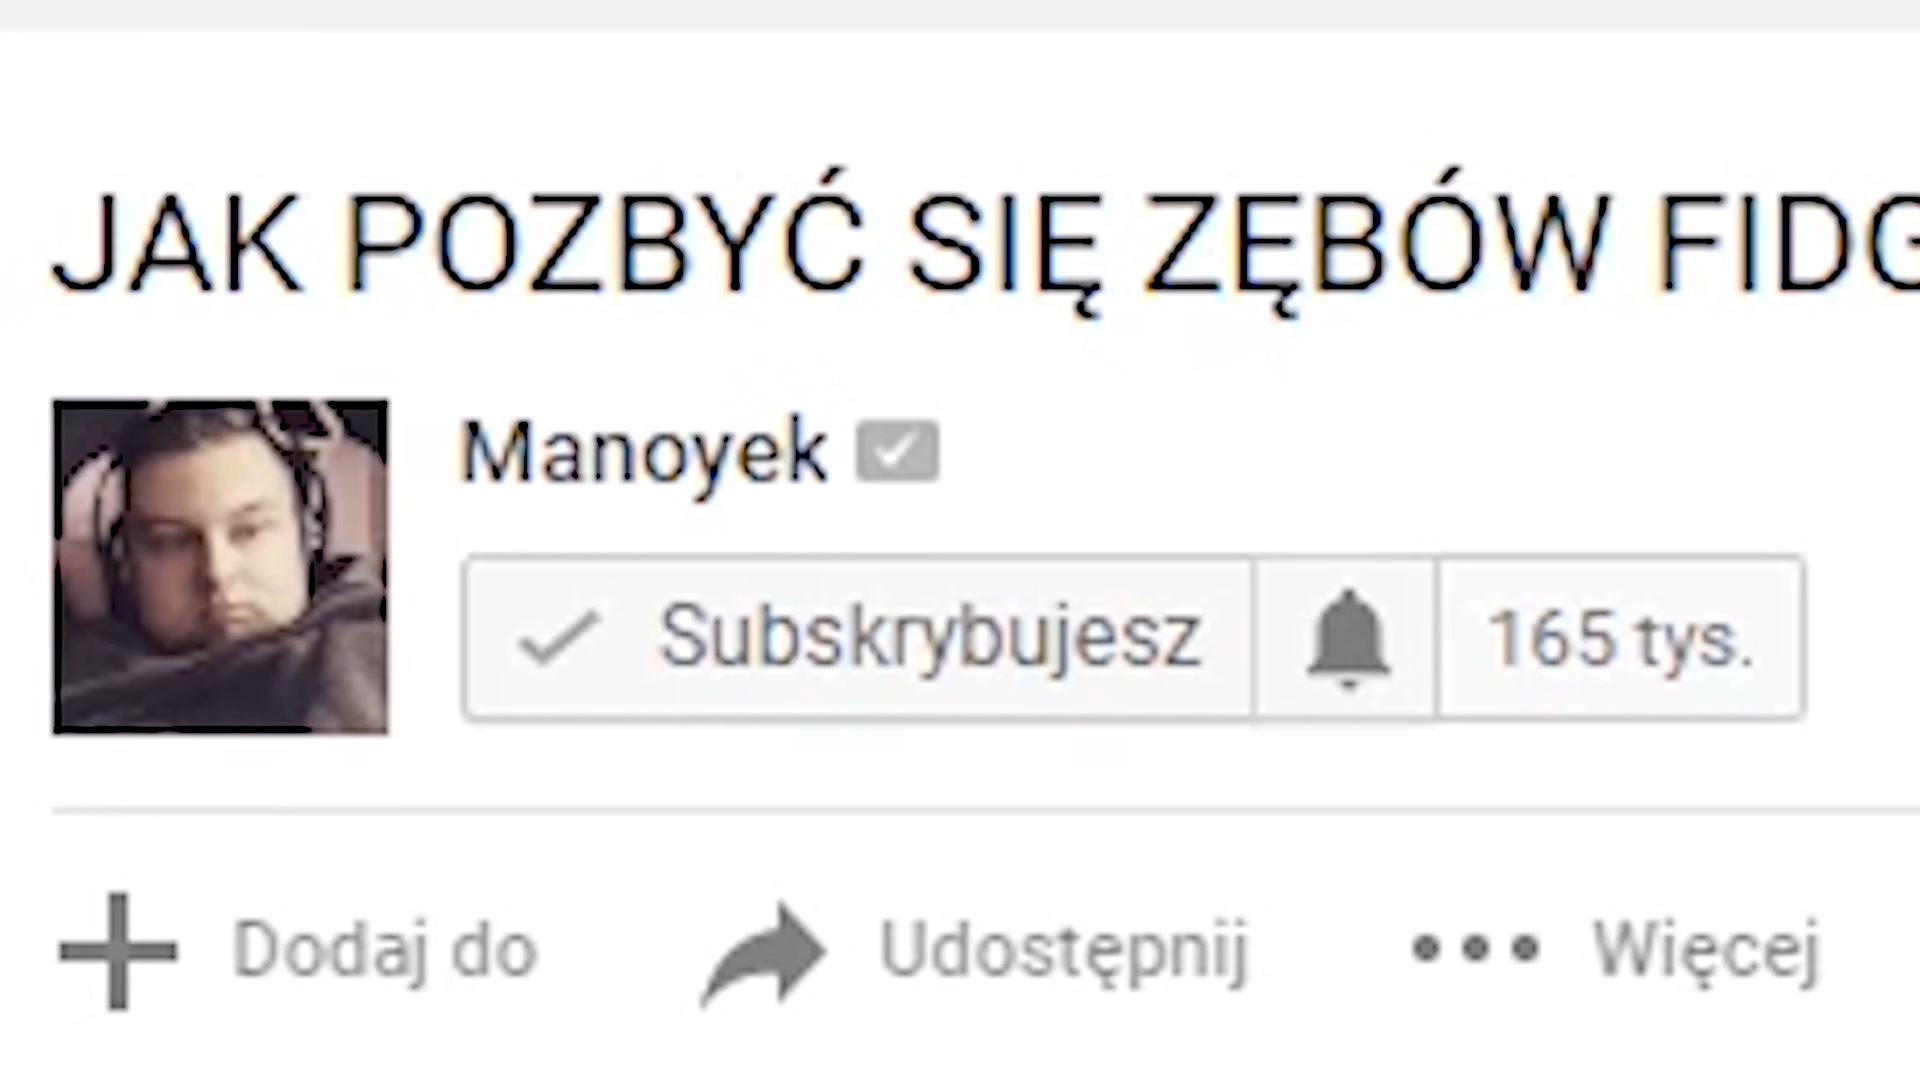 JAK POZBYĆ SIĘ ZĘBÓW FIDG
Manoyek
Subskrybujesz 165 tys.
Dodaj do Udostępnij Więcej